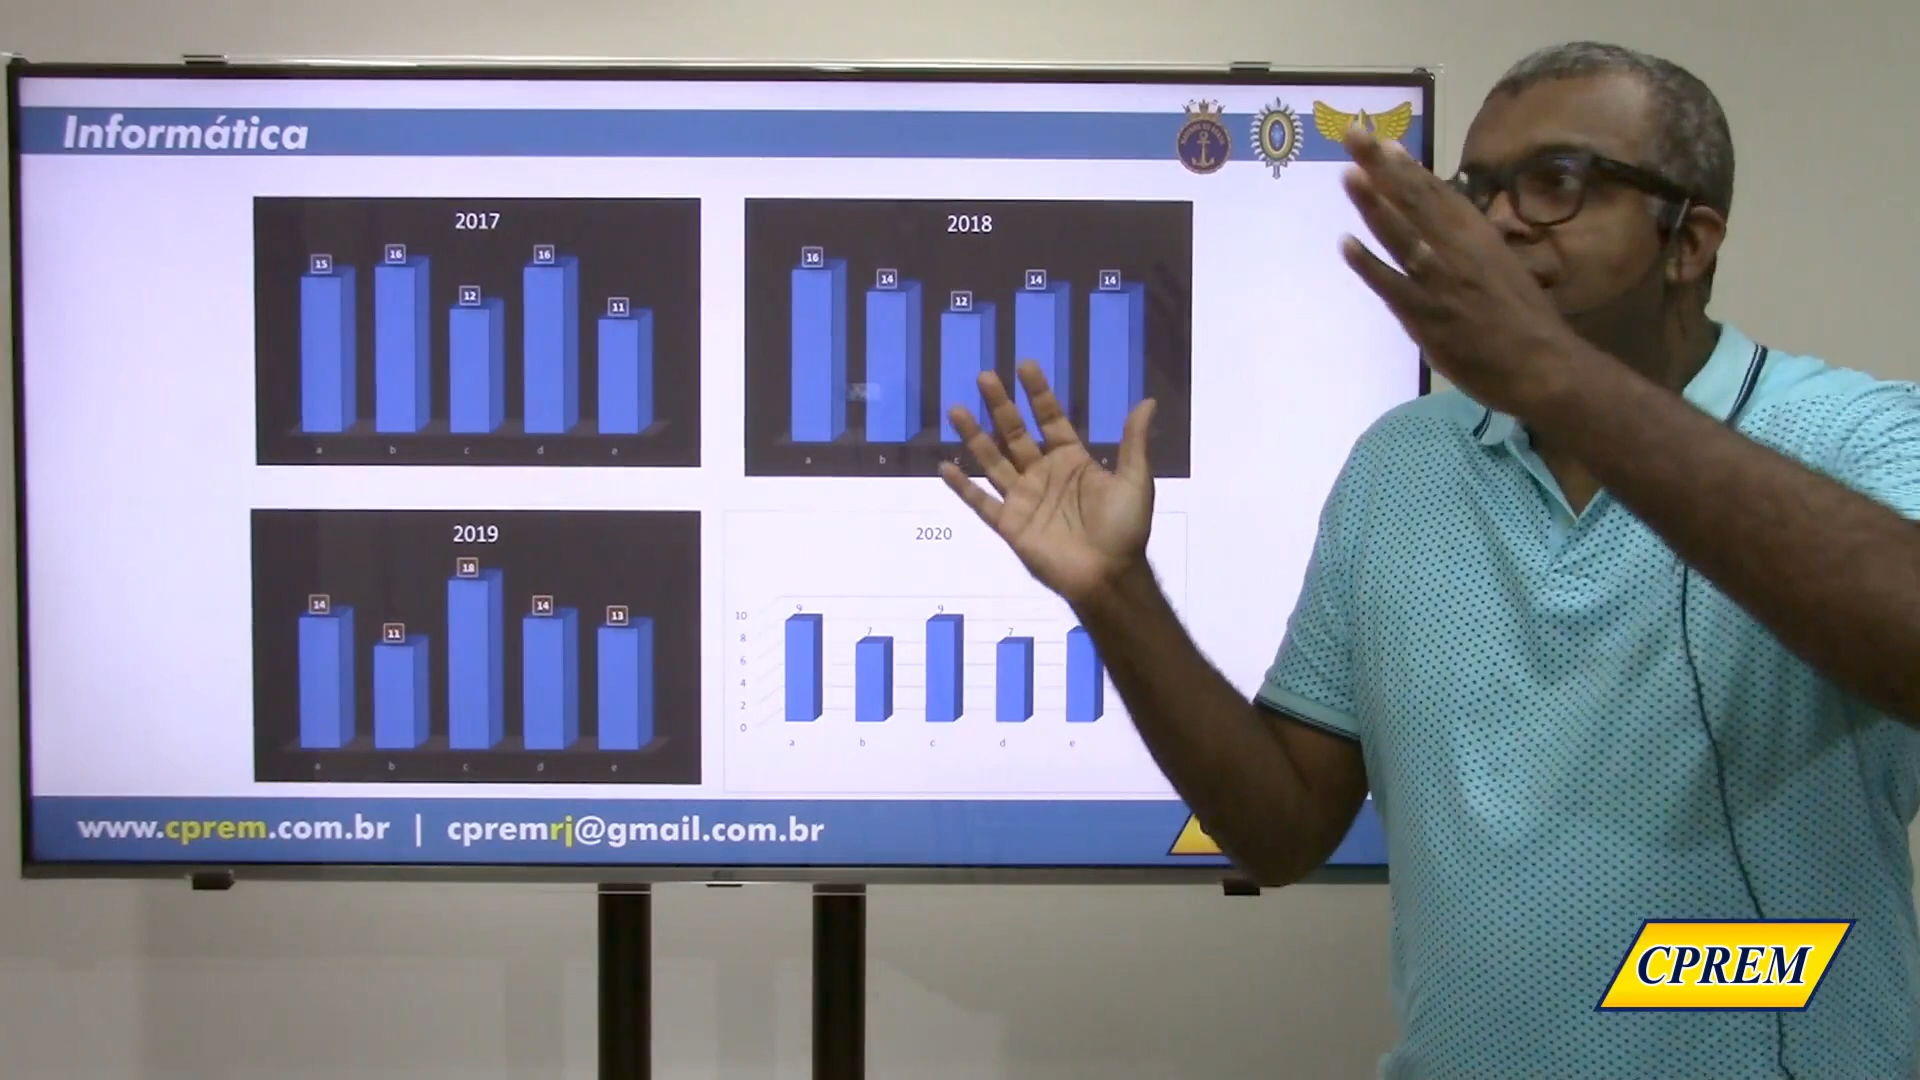 Informática
2017
15 16 12 16 11
a b c d e
2018
16 14 12 14 14
a b c e
2019
14 11 18 14 13
a b c d e
2020
9 7 9 7
10
8
6
4
2
0
a b c d e
www.cprem.com.br | cpremrj@gmail.com.br
CPREM